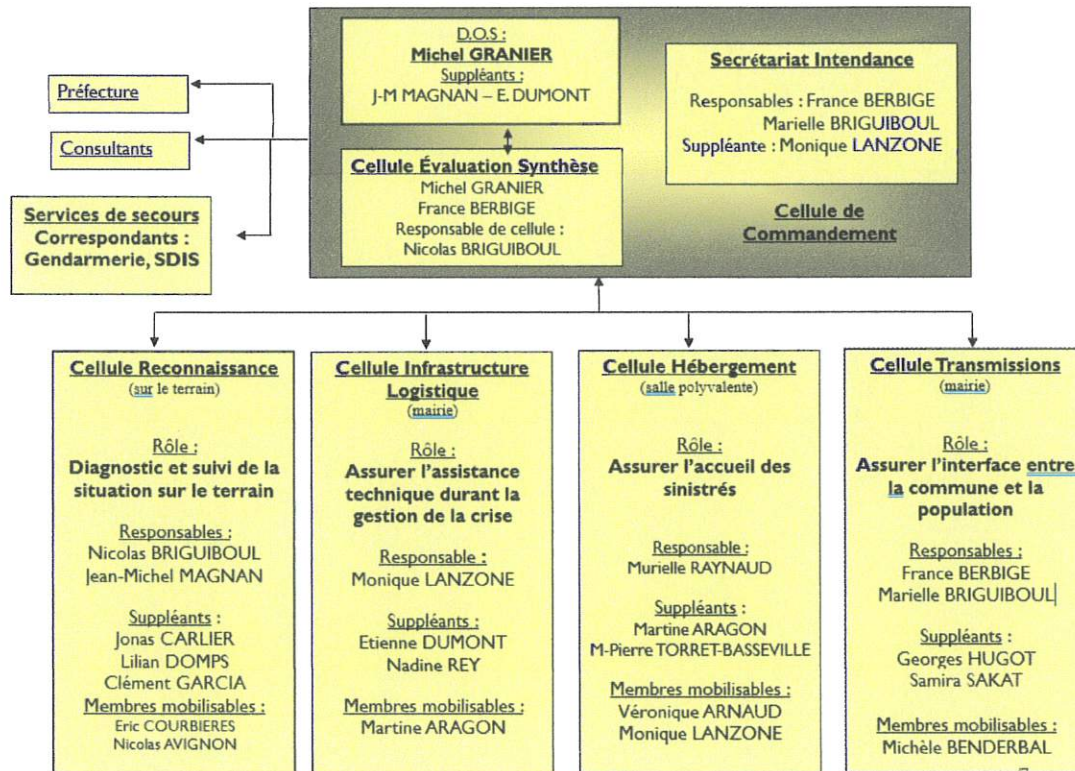 D.O.S :
Michel GRANIER
Suppléants :
J-M MAGNAN – E. DUMONT
Secrétariat Intendance
Responsables : France BERBIGE
Marielle BRIGUIBOUL
Suppléante : Monique LANZONE
Préfecture
Consultants
Services de secours
Correspondants :
Gendarmerie, SDIS
Cellule Évaluation Synthèse
Michel GRANIER
France BERBIGE
Responsable de cellule :
Nicolas BRIGUIBOUL
Cellule de
Commandement
Cellule Reconnaissance
(sur le terrain)
Rôle :
Diagnostic et suivi de la
situation sur le terrain
Responsables :
Nicolas BRIGUIBOUL
Jean-Michel MAGNAN
Suppléants :
Jonas CARLIER
Lilian DOMPS
Clément GARCIA
Membres mobilisables :
Eric COURBIERES
Nicolas AVIGNON
Cellule Infrastructure
Logistique
(mairie)
Rôle :
Assurer l'assistance
technique durant la
gestion de la crise
Responsable :
Monique LANZONE
Suppléants :
Etienne DUMONT
Nadine REY
Membres mobilisables :
Martine ARAGON
Cellule Hébergement
(salle polyvalente)
Rôle :
Assurer l'accueil des
sinistrés
Responsable :
Murielle RAYNAUD
Suppléants :
Martine ARAGON
M-Pierre TORRET-BASSEVILLE
Membres mobilisables :
Véronique ARNAUD
Monique LANZONE
Cellule Transmissions
(mairie)
Rôle :
Assurer l'interface entre
la commune et la
population
Responsables :
France BERBIGE
Marielle BRIGUIBOUL
Suppléants :
Georges HUGOT
Samira SAKAT
Membres mobilisables :
Michèle BENDERBAL